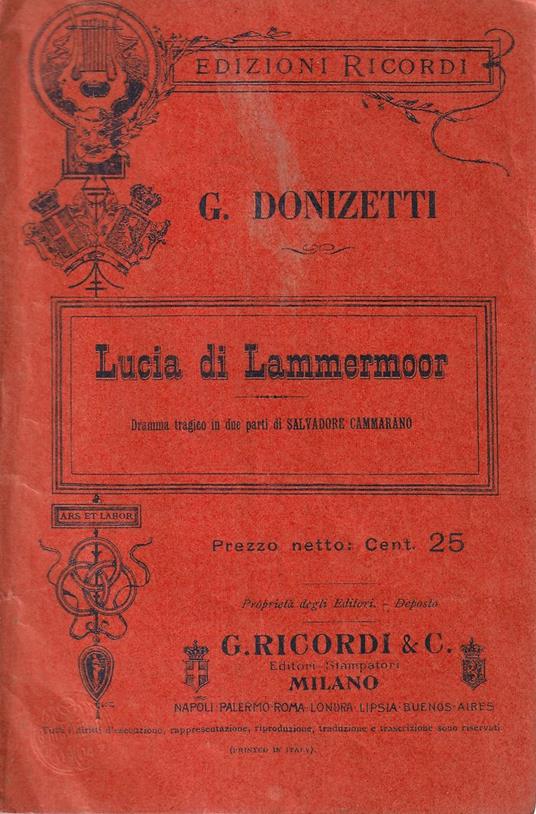 EDIZIONI RICORDI
G. DONIZETTI
Lucia di Lammermoor
Dramma tragico in due parti di SALVADORE CAMMARANO
ARS ET LABOR
Prezzo netto: Cent. 25
Proprietà degli Editori. - Deposto
G. RICORDI & C.
Editori-Stampatori
MILANO
NAPOLI·PALERMO·ROMA·LONDRA·LIPSIA·BUENOS-AIRES
Tutti i diritti d'esecuzione, rappresentazione, riproduzione, traduzione e trascrizione sono riservati
(PRINTED IN ITALY).